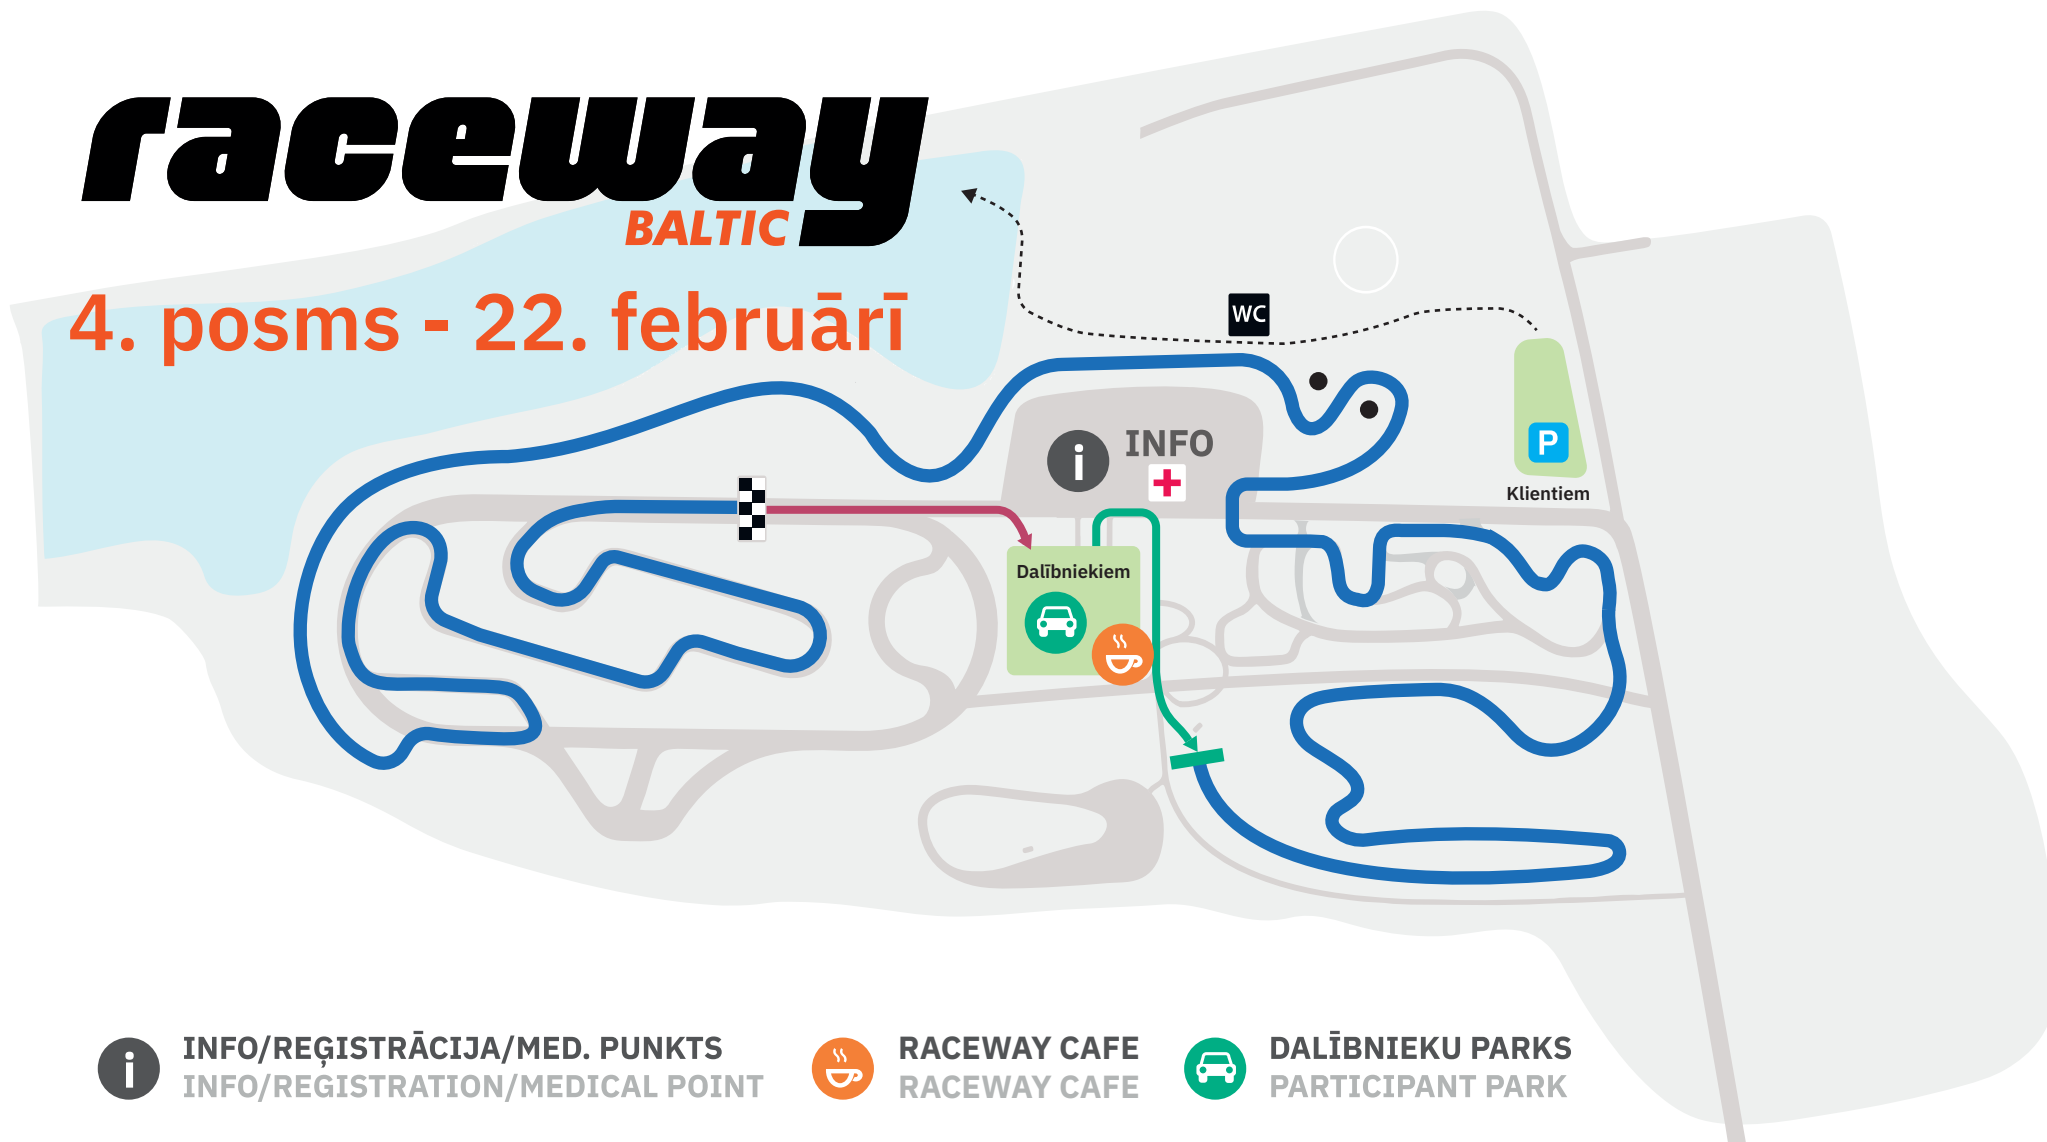 raceway
BALTIC
4. posms - 22. februārī
WC
INFO
P
Klientiem
Dalībniekiem
INFO/REĢISTRĀCIJA/MED. PUNKTS
INFO/REGISTRATION/MEDICAL POINT
RACEWAY CAFE
RACEWAY CAFE
DALĪBNIEKU PARKS
PARTICIPANT PARK